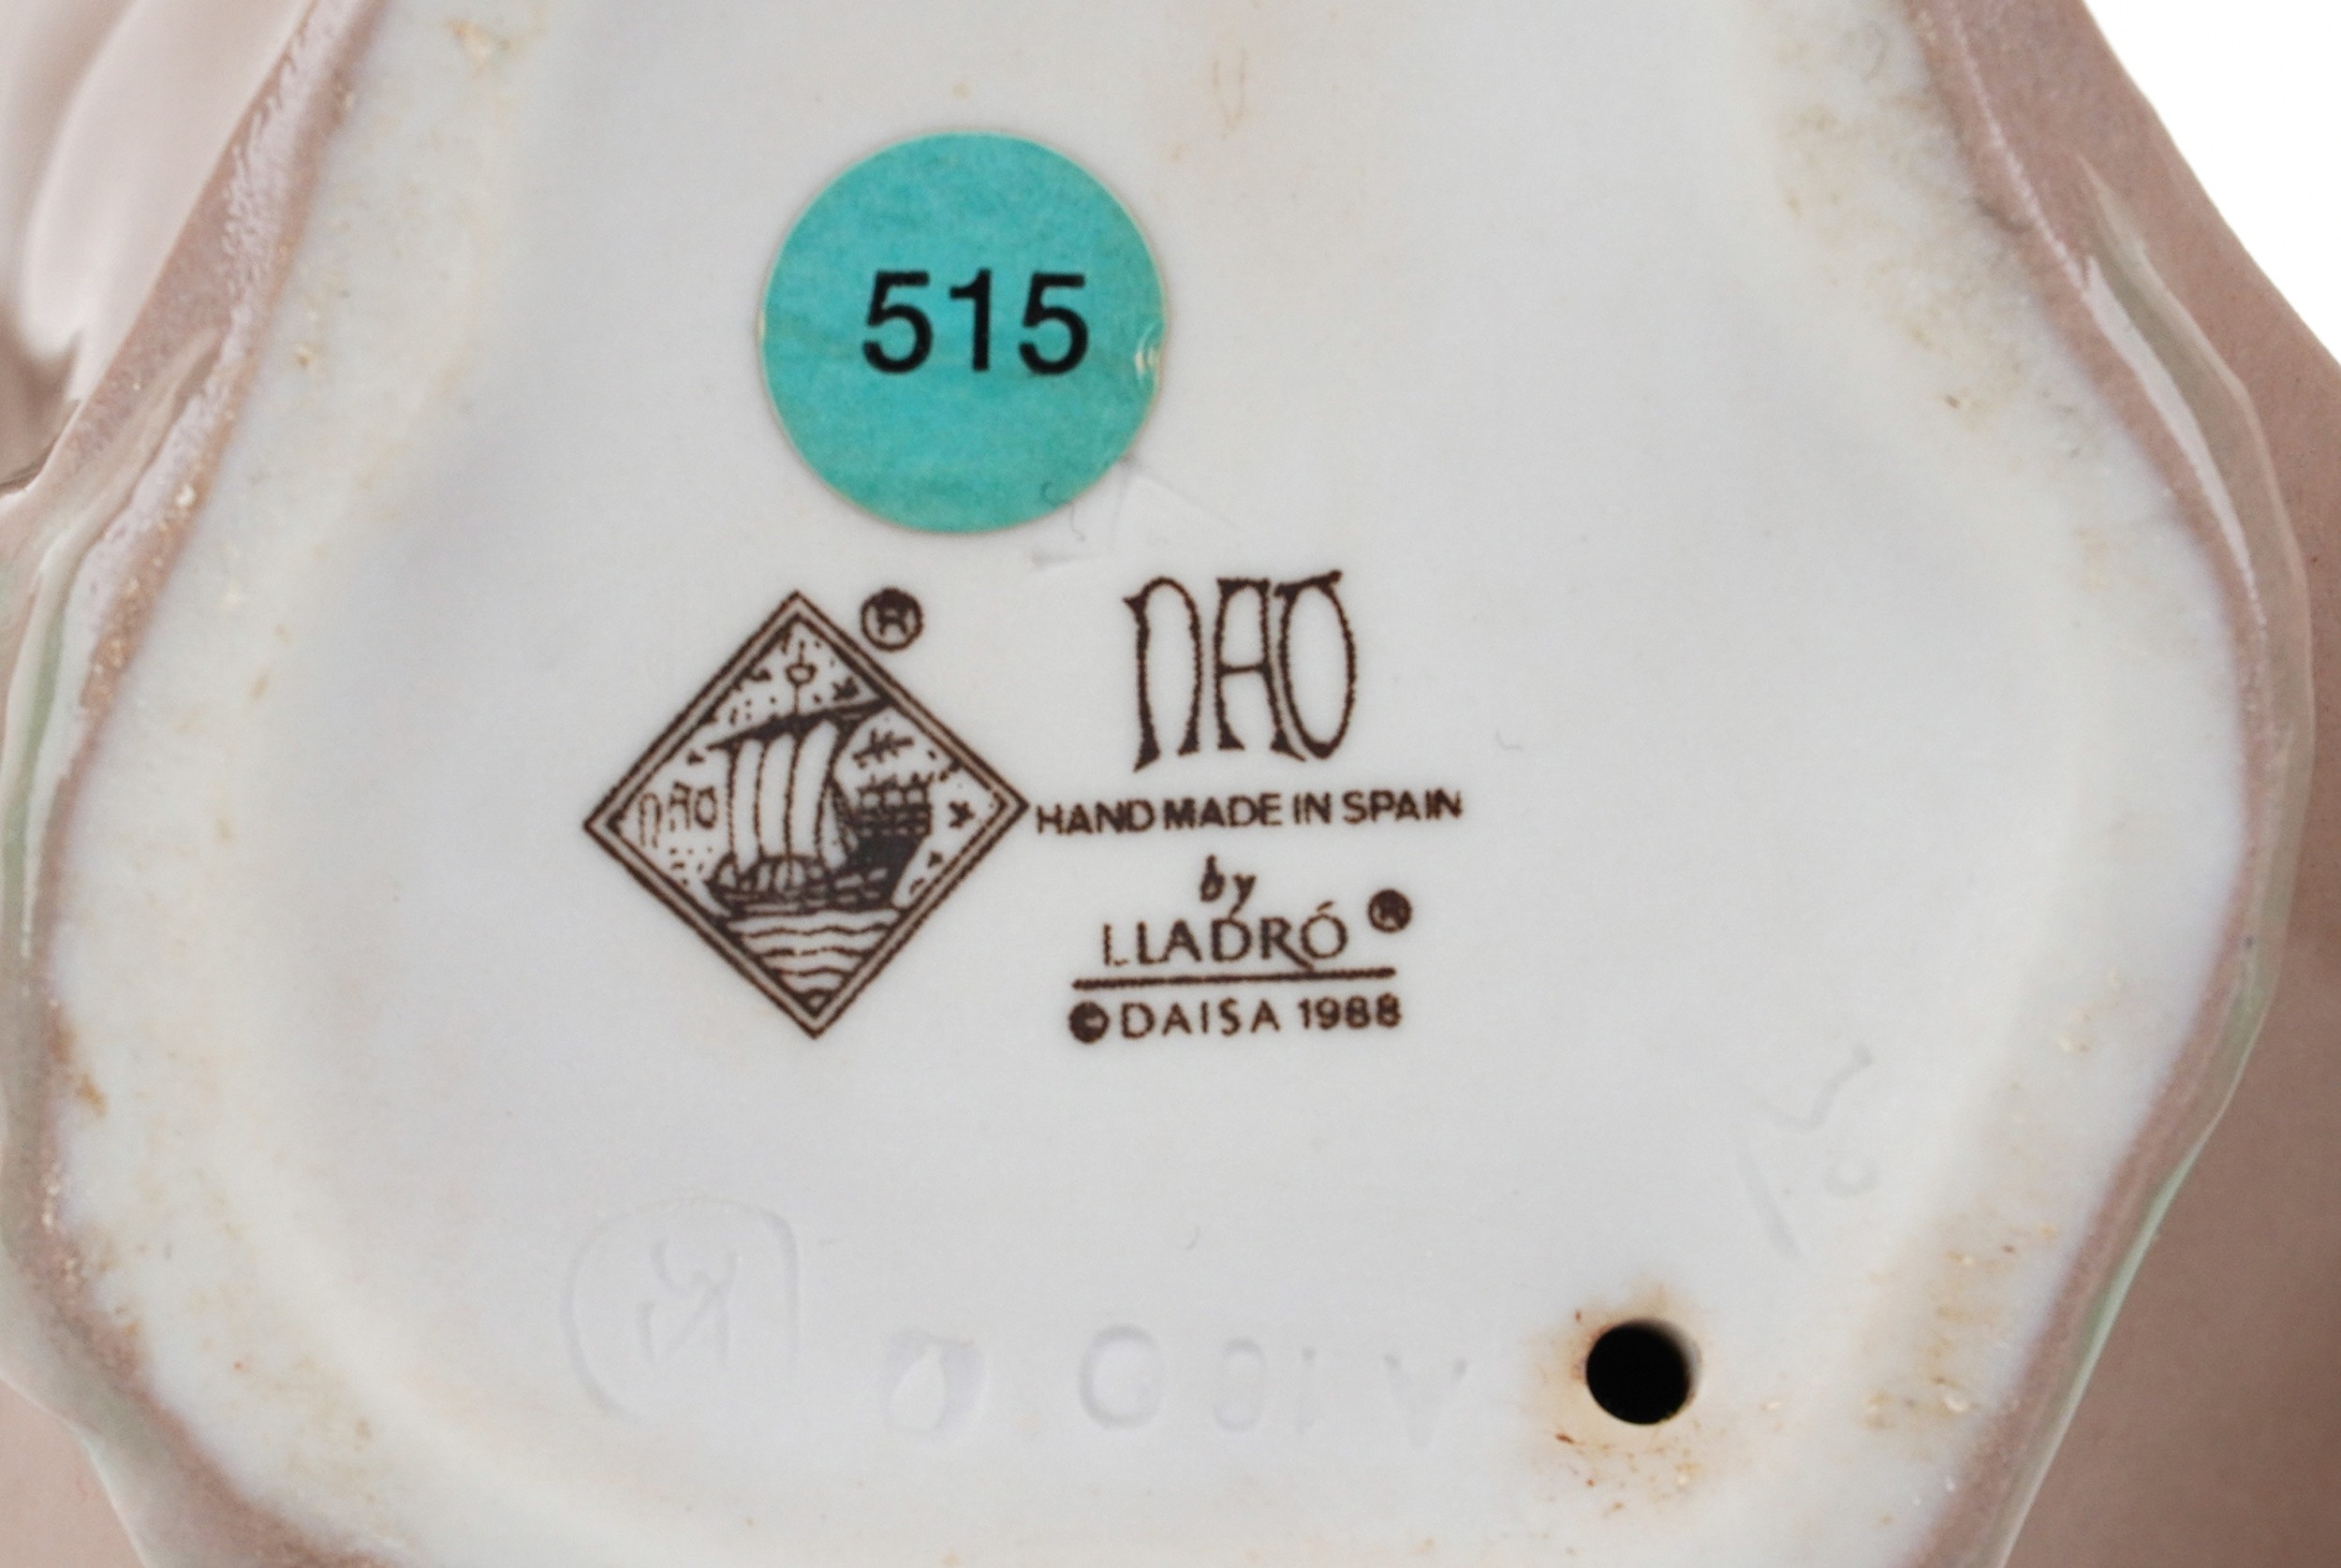 515
®
NAO
NAO
HAND MADE IN SPAIN
by
LLADRÓ ®
© DAISA 1988